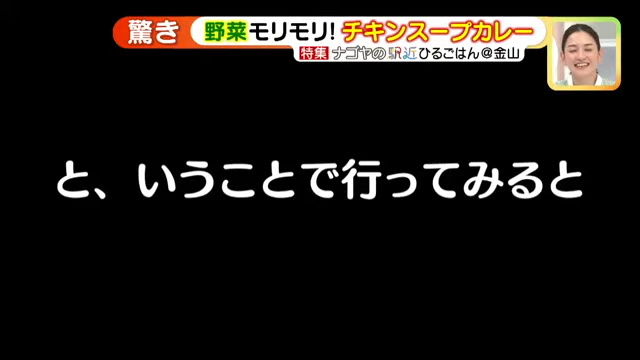 驚き 野菜モリモリ!チキンスープカレー
特集 ナゴヤの駅近ひるごはん@金山
と、いうことで行ってみると